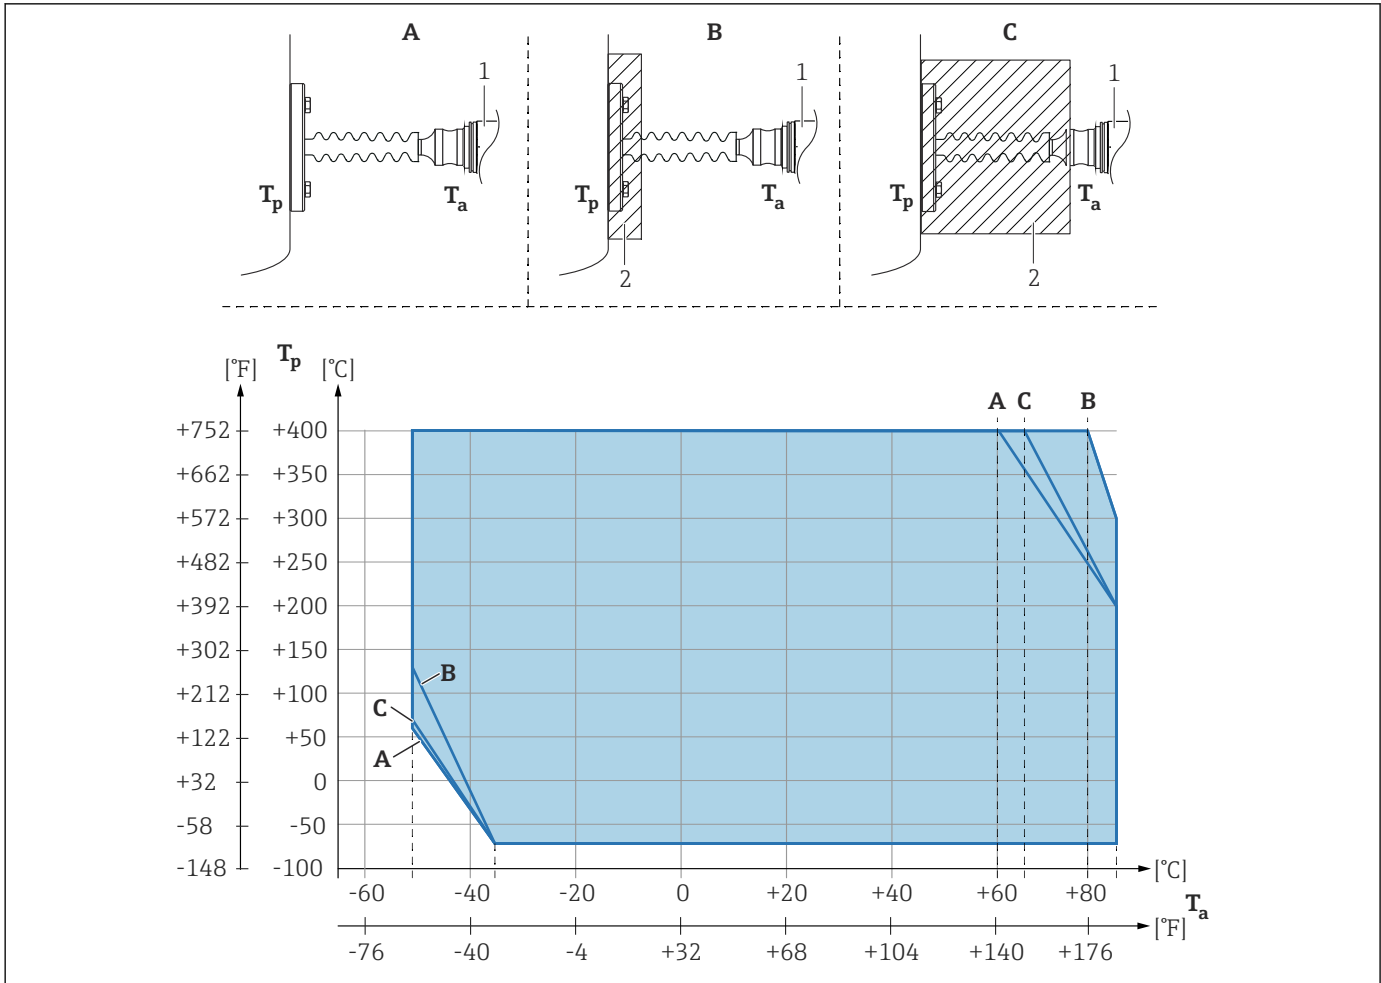 A B C
1 1 1
Tp Ta Tp Ta Tp Ta
2 2
Tp
[°F] [°C]
A C B
+752 +400
+662 +350
+572 +300
+482 +250
+392 +200
+302 +150
B
+212 +100
C
+122 +50
A
+32 0
-58 -50
-148 -100
[°C]
-60 -40 -20 0 +20 +40 +60 +80
Ta
[°F]
-76 -40 -4 +32 +68 +104 +140 +176